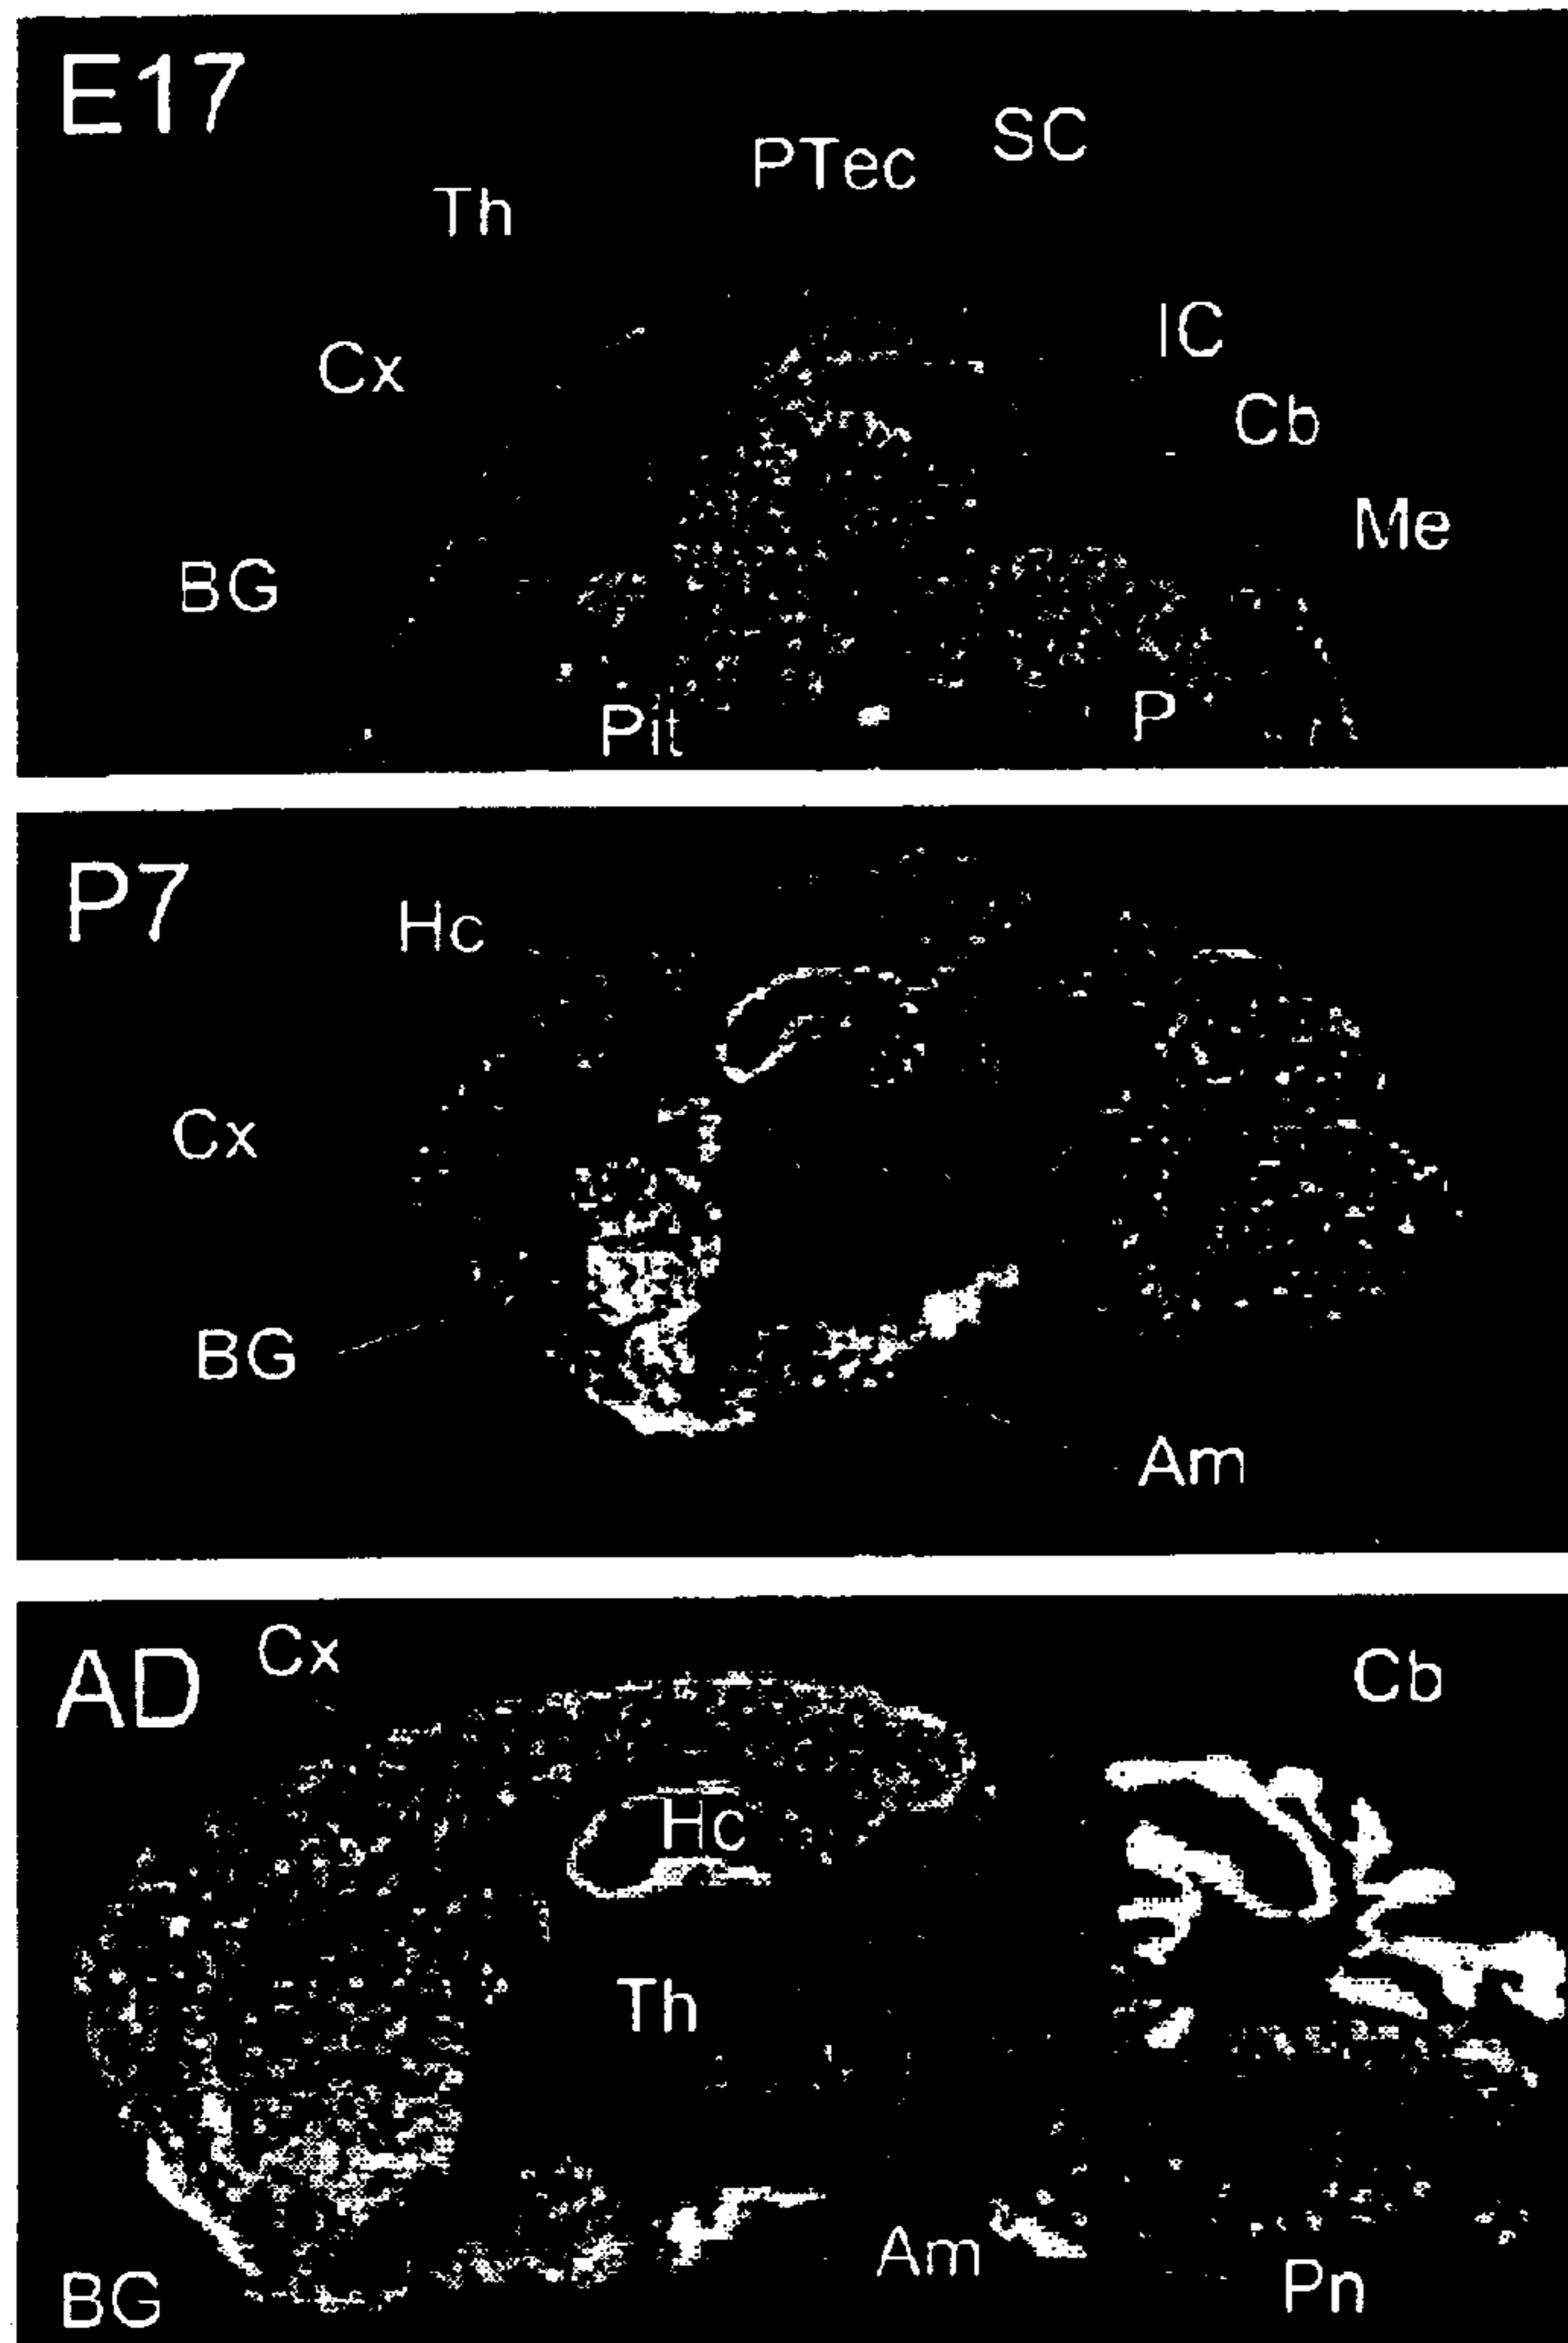 E17
SC
PTec
Th
IC
Cx
Cb
Me
BG
P
Pit
P7
Hc
Cx
BG
Am
AD
Cx
Cb
Hc
Th
Am
Pn
BG